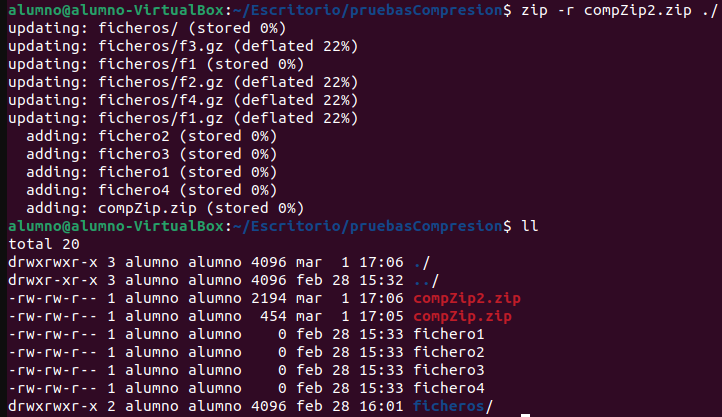 alumno@alumno-VirtualBox:~/Escritorio/pruebasCompresion$ zip -r compZip2.zip ./
updating: ficheros/ (stored 0%)
updating: ficheros/f3.gz (deflated 22%)
updating: ficheros/f1 (stored 0%)
updating: ficheros/f2.gz (deflated 22%)
updating: ficheros/f4.gz (deflated 22%)
updating: ficheros/f1.gz (deflated 22%)
  adding: fichero2 (stored 0%)
  adding: fichero3 (stored 0%)
  adding: fichero1 (stored 0%)
  adding: fichero4 (stored 0%)
  adding: compZip.zip (stored 0%)
alumno@alumno-VirtualBox:~/Escritorio/pruebasCompresion$ ll
total 20
drwxrwxr-x 3 alumno alumno 4096 mar  1 17:06 ./
drwxr-xr-x 3 alumno alumno 4096 feb 28 15:32 ../
-rw-rw-r-- 1 alumno alumno 2194 mar  1 17:06 compZip2.zip
-rw-rw-r-- 1 alumno alumno  454 mar  1 17:05 compZip.zip
-rw-rw-r-- 1 alumno alumno    0 feb 28 15:33 fichero1
-rw-rw-r-- 1 alumno alumno    0 feb 28 15:33 fichero2
-rw-rw-r-- 1 alumno alumno    0 feb 28 15:33 fichero3
-rw-rw-r-- 1 alumno alumno    0 feb 28 15:33 fichero4
drwxrwxr-x 2 alumno alumno 4096 feb 28 16:01 ficheros/